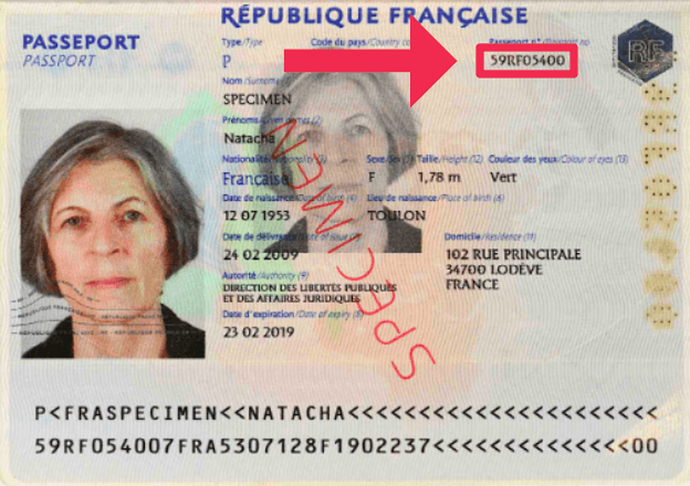 RÉPUBLIQUE FRANÇAISE
PASSEPORT
PASSPORT
Type/Type Code du pays/Country Passeport n°/Passport no
P 59RF05400
RF
Nom/Surname
SPECIMEN
Prénoms/Given names (2)
Natacha
Nationalité/Nationality (3) Sexe/Sex (5) Taille/Height (12) Couleur des yeux/Colour of eyes (13)
Française F 1,78 m Vert
Date de naissance/Date of birth (4) Lieu de naissance/Place of birth (6)
12 07 1953 TOULON
Date de délivrance/Date of issue (7) Domicile/Residence (11)
24 02 2009 102 RUE PRINCIPALE
34700 LODÈVE
Autorité/Authority (9) FRANCE
DIRECTION DES LIBERTÉS PUBLIQUES
ET DES AFFAIRES JURIDIQUES
Date d'expiration/Date of expiry (8)
23 02 2019
SPECIMEN
P<FRASPECIMEN<<NATACHA<<<<<<<<<<<<<<<<<<<<<<
59RF054007FRA5307128F1902237<<<<<<<<<<<<<<00